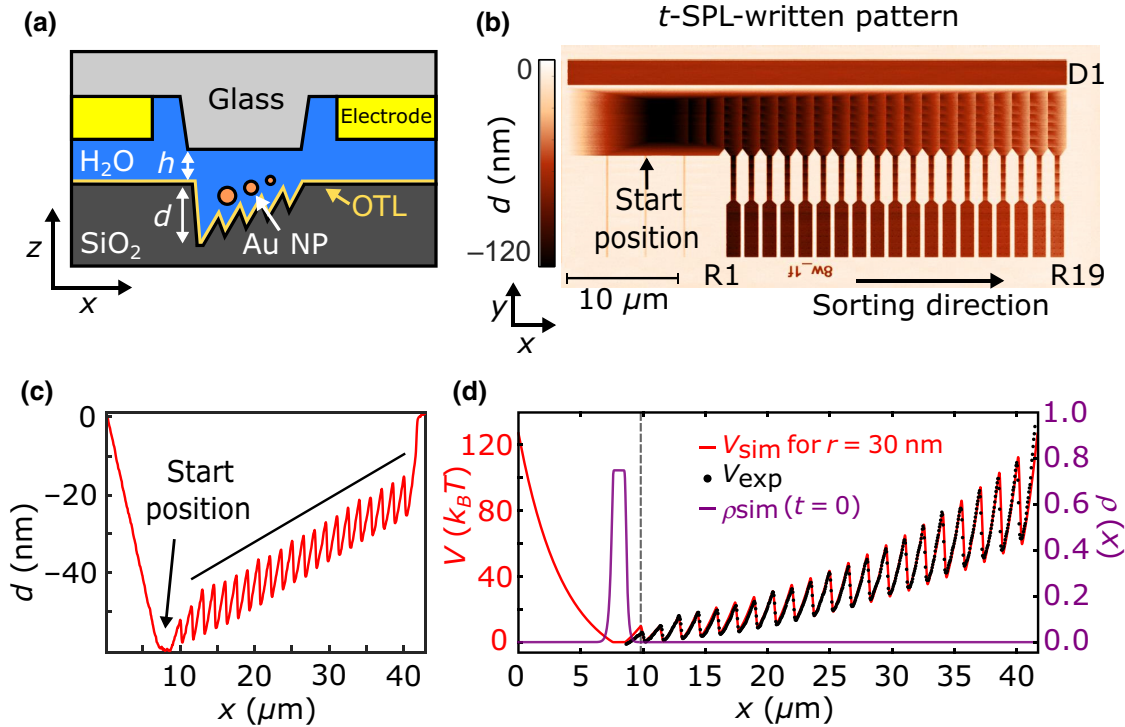 (a)
Glass
Electrode
H₂O
h
d
OTL
SiO₂
Au NP
z
x
(b)
t-SPL-written pattern
0
d (nm)
−120
D1
Start
position
10 µm
R1
8w_1f
R19
Sorting direction
y
x
(c)
0
−20
−40
d (nm)
Start
position
10
20
30
40
x (µm)
(d)
120
80
40
0
V (k_BT)
V_sim for r = 30 nm
V_exp
ρsim (t = 0)
1.0
0.8
0.6
0.4
0.2
0.0
ρ (x)
0 5 10 15 20 25 30 35 40
x (µm)